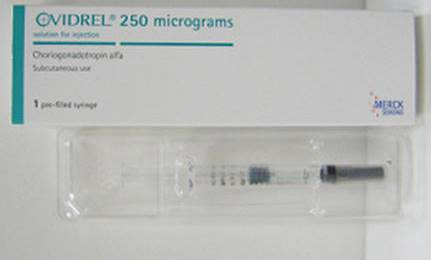 OVIDREL® 250 micrograms
solution for injection
Choriogonadotropin alfa
Subcutaneous use
1 pre-filled syringe
MERCK
SERONO